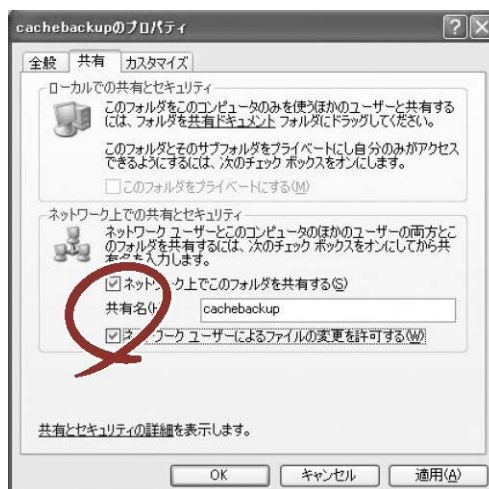 cachebackupのプロパティ
全般 共有 カスタマイズ
ローカルでの共有とセキュリティ
このフォルダをこのコンピュータのみを使うほかのユーザーと共有する
には、フォルダを共有ドキュメント フォルダにドラッグしてください。
このフォルダとそのサブフォルダをプライベートにし自分のみがアクセス
できるようにするには、次のチェック ボックスをオンにします。
このフォルダをプライベートにする(M)
ネットワーク上での共有とセキュリティ
ネットワーク ユーザーとこのコンピュータのほかのユーザーの両方とこ
のフォルダを共有するには、次のチェック ボックスをオンにしてから共
有名を入力します。
ネットワーク上でこのフォルダを共有する(S)
共有名(H) cachebackup
ネットワーク ユーザーによるファイルの変更を許可する(W)
共有とセキュリティの詳細を表示します。
OK キャンセル 適用(A)